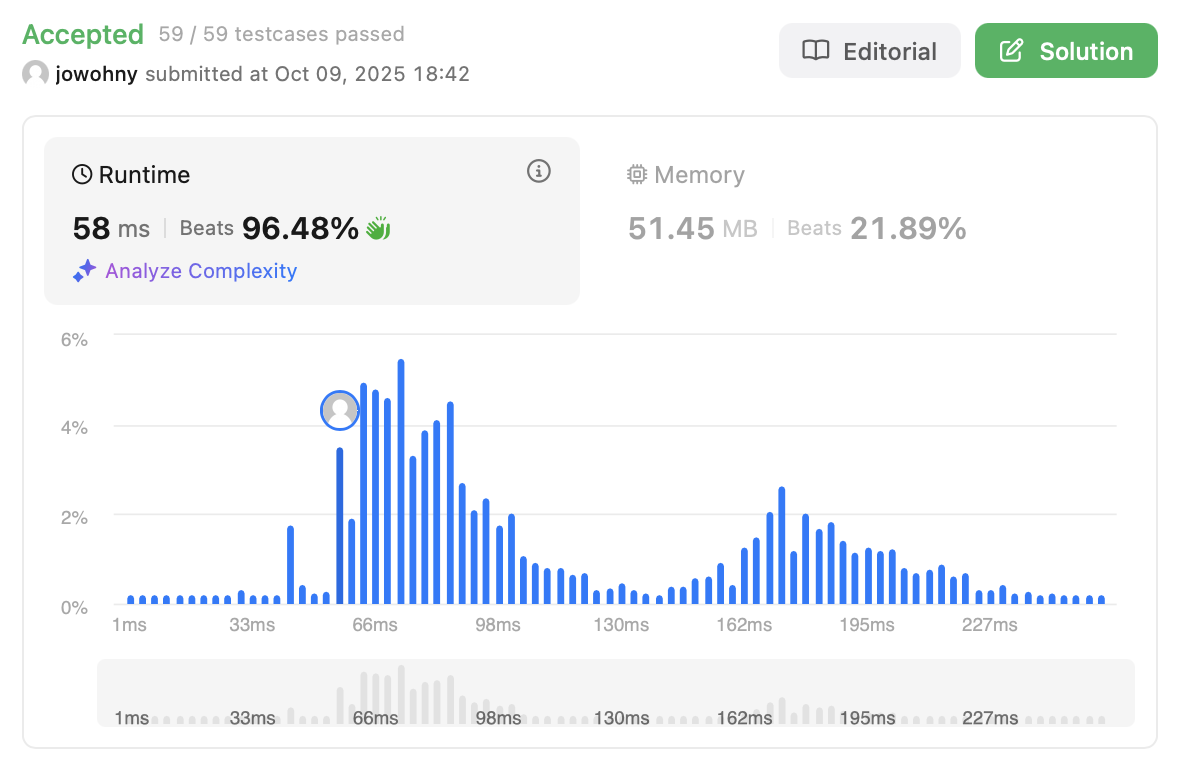 Accepted 59 / 59 testcases passed
jowohny submitted at Oct 09, 2025 18:42
Editorial
Solution
Runtime
58 ms Beats 96.48%
Analyze Complexity
Memory
51.45 MB Beats 21.89%
6%
4%
2%
0%
1ms 33ms 66ms 98ms 130ms 162ms 195ms 227ms
1ms 33ms 66ms 98ms 130ms 162ms 195ms 227ms